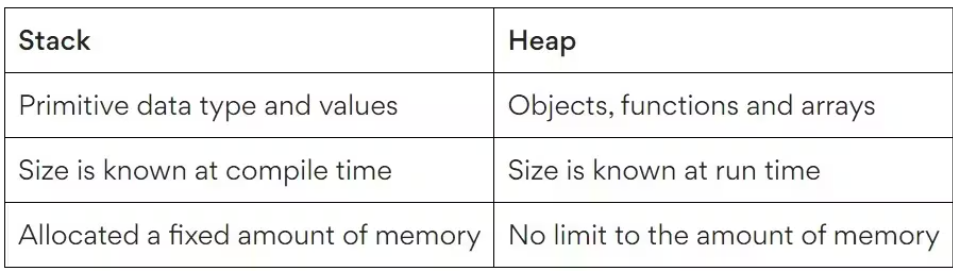 Stack Heap
Primitive data type and values Objects, functions and arrays
Size is known at compile time Size is known at run time
Allocated a fixed amount of memory No limit to the amount of memory